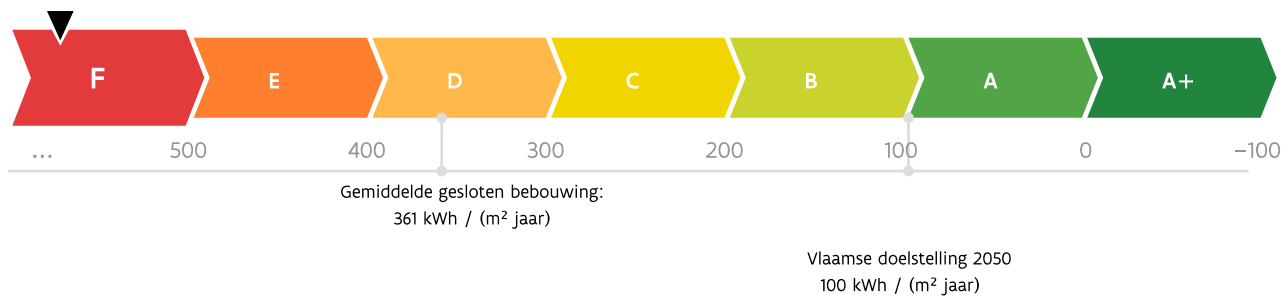 F E D C B A A+
... 500 400 300 200 100 0 –100
Gemiddelde gesloten bebouwing:
361 kWh / (m² jaar)
Vlaamse doelstelling 2050
100 kWh / (m² jaar)